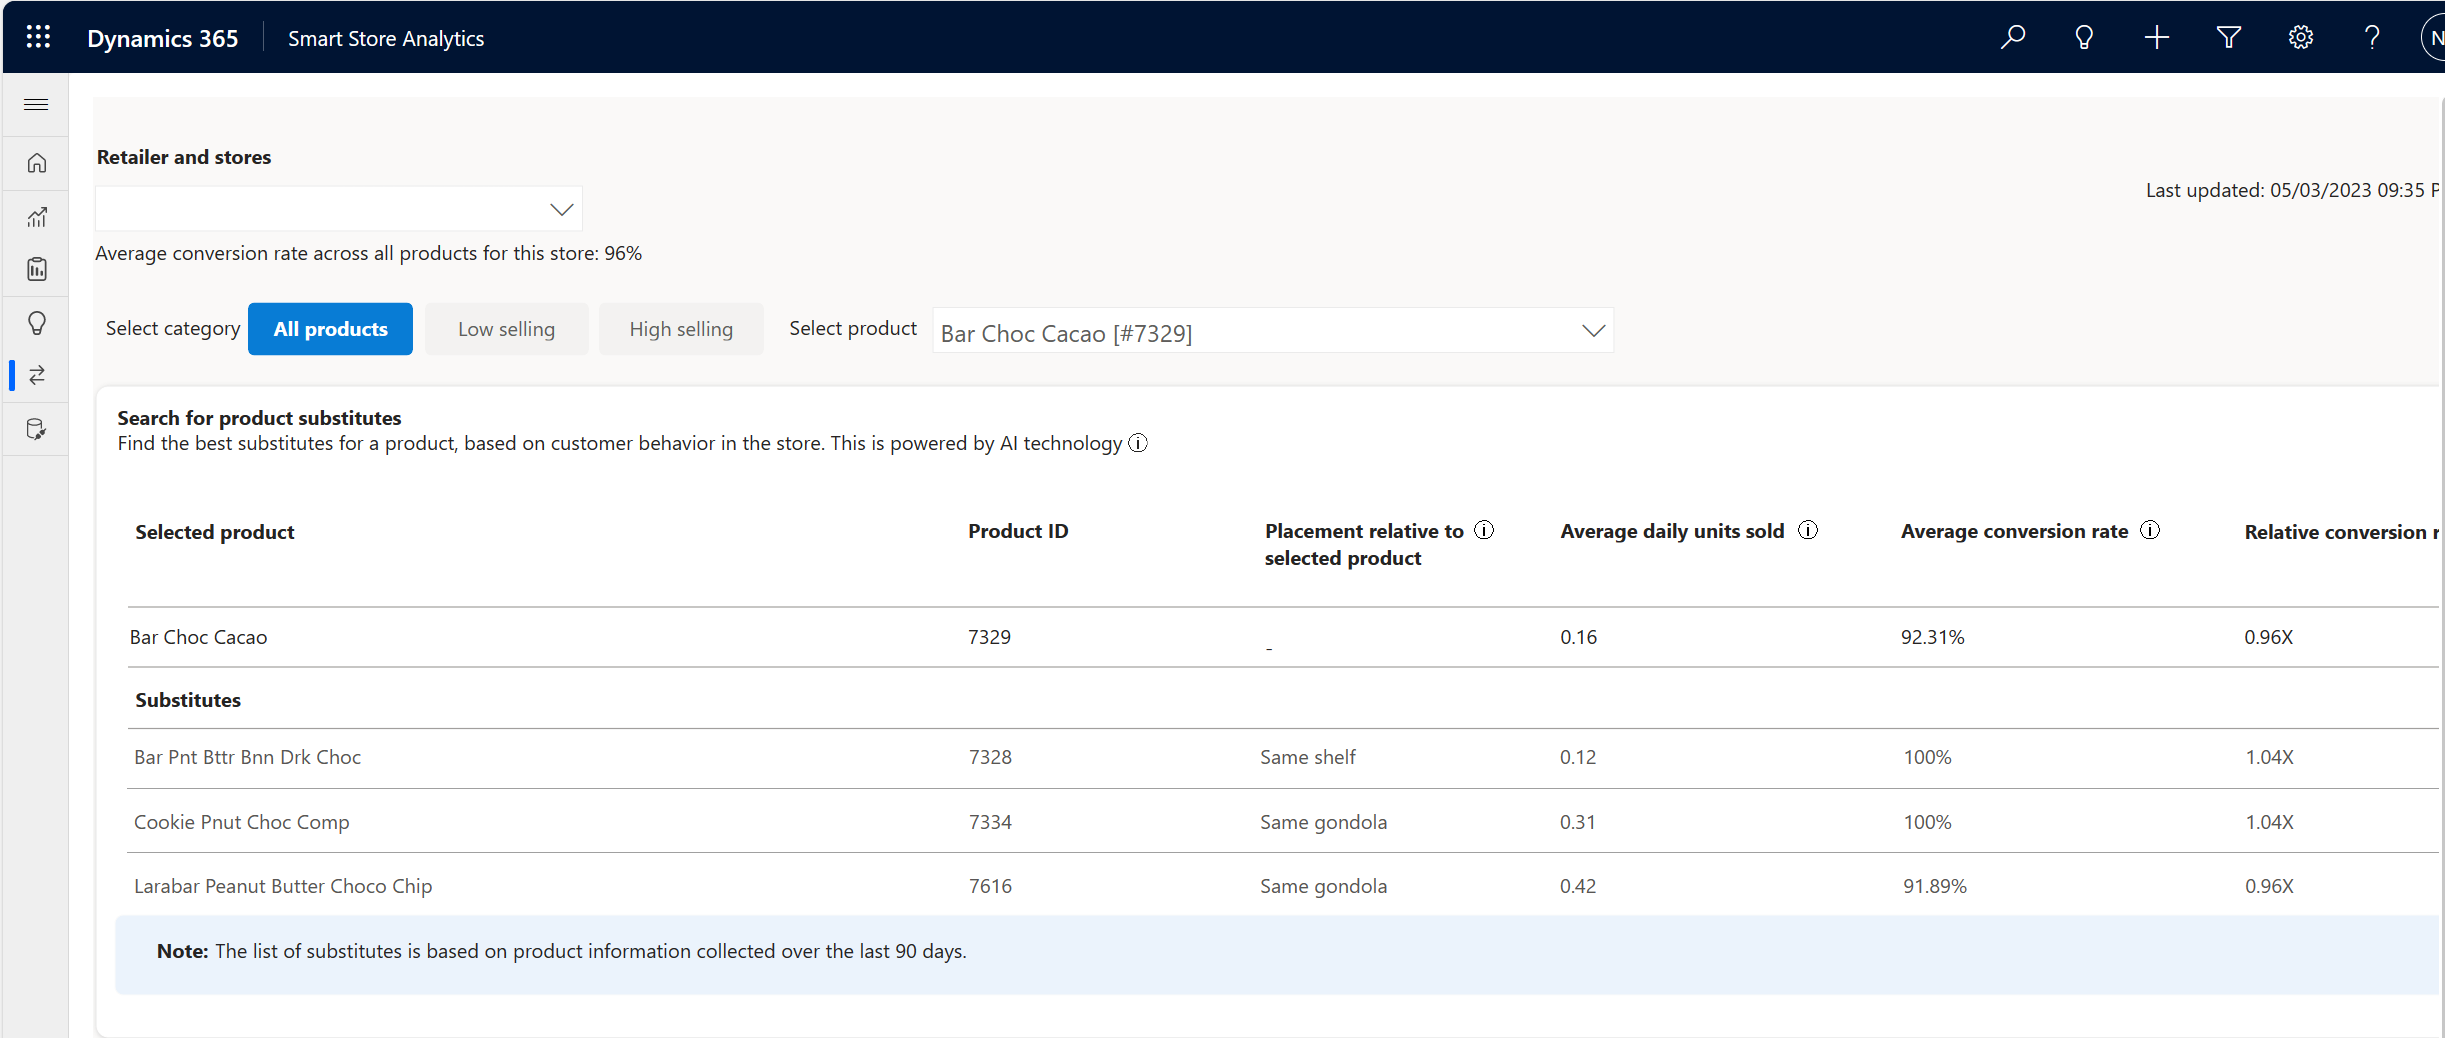 Dynamics 365 Smart Store Analytics
N
Retailer and stores
Last updated: 05/03/2023 09:35 P
Average conversion rate across all products for this store: 96%
Select category All products Low selling High selling Select product Bar Choc Cacao [#7329]
Search for product substitutes
Find the best substitutes for a product, based on customer behavior in the store. This is powered by AI technology
Selected product Product ID Placement relative to selected product Average daily units sold Average conversion rate Relative conversion r
Bar Choc Cacao 7329 - 0.16 92.31% 0.96X
Substitutes
Bar Pnt Bttr Bnn Drk Choc 7328 Same shelf 0.12 100% 1.04X
Cookie Pnut Choc Comp 7334 Same gondola 0.31 100% 1.04X
Larabar Peanut Butter Choco Chip 7616 Same gondola 0.42 91.89% 0.96X
Note: The list of substitutes is based on product information collected over the last 90 days.